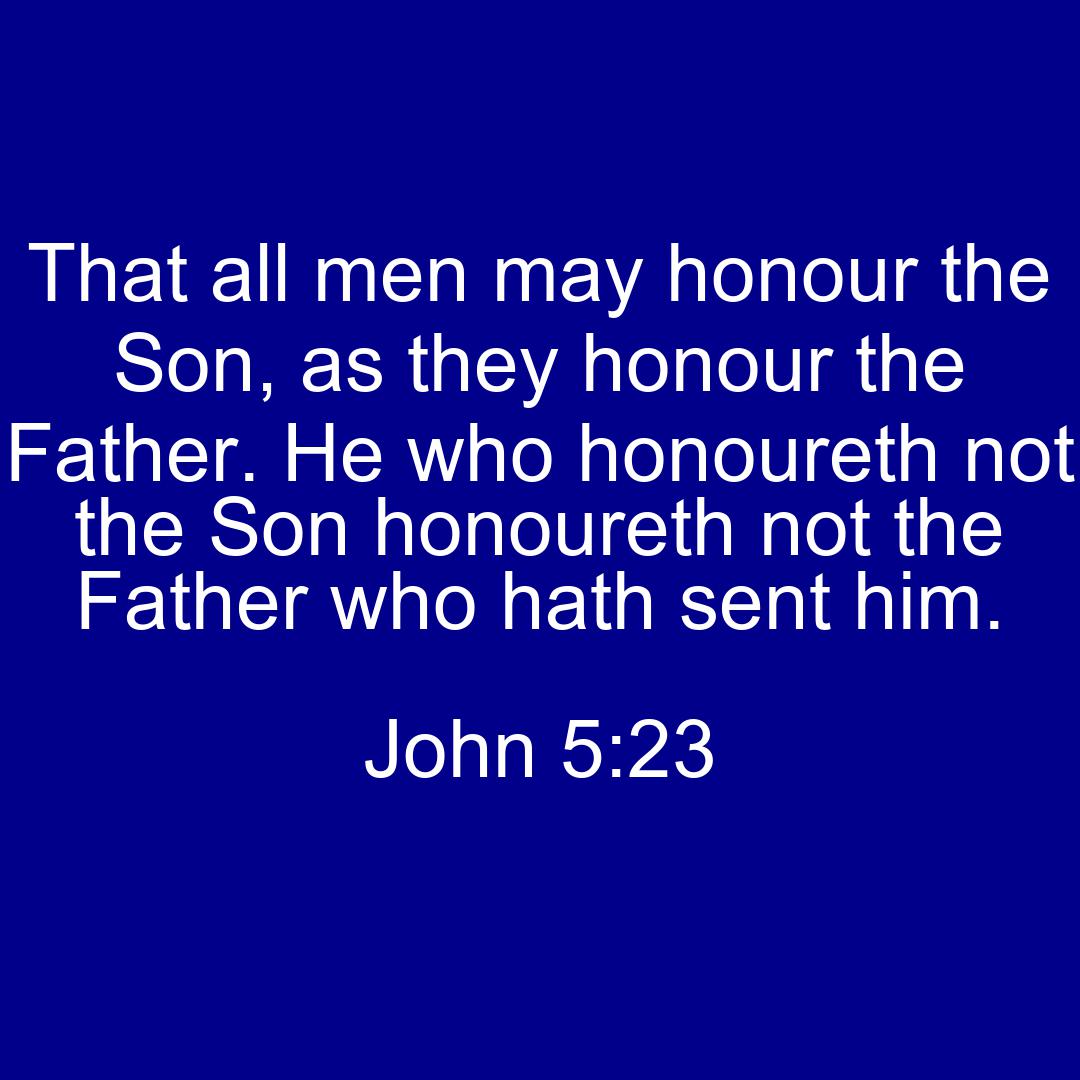 That all men may honour the
Son, as they honour the
Father. He who honoureth not
the Son honoureth not the
Father who hath sent him.
John 5:23